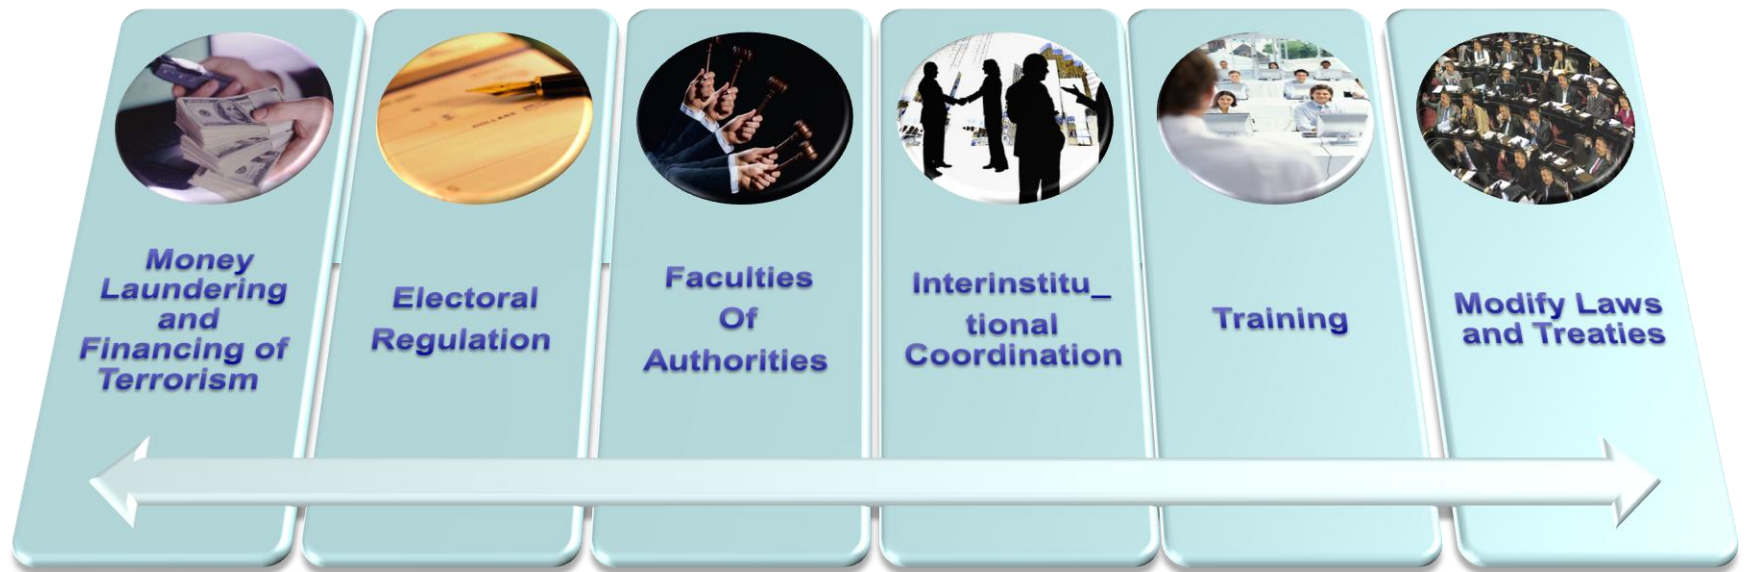 Money
Laundering
and
Financing of
Terrorism
Electoral
Regulation
Faculties
Of
Authorities
Interinstitu_
tional
Coordination
Training
Modify Laws
and Treaties